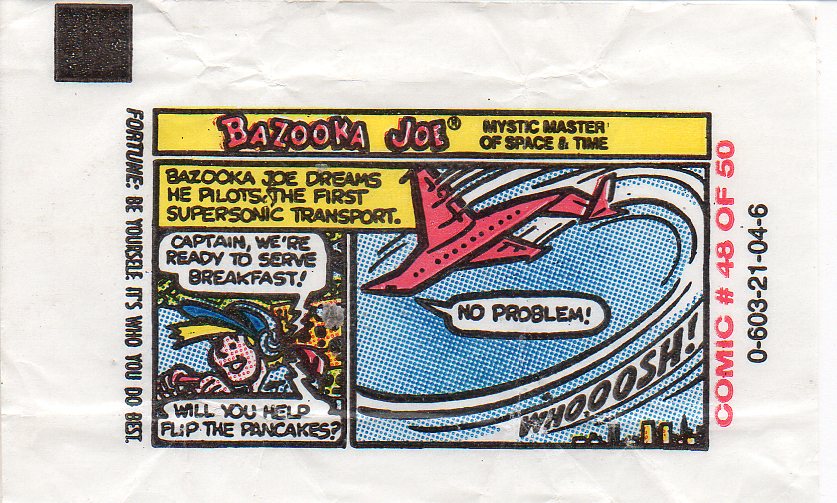 BAZOOKA JOE® MYSTIC MASTER
OF SPACE & TIME
BAZOOKA JOE DREAMS
HE PILOTS THE FIRST
SUPERSONIC TRANSPORT.
CAPTAIN, WE'RE
READY TO SERVE
BREAKFAST!
WILL YOU HELP
FLIP THE PANCAKES?
NO PROBLEM!
WHOOOSH!
FORTUNE: BE YOURSELF. IT'S WHO YOU DO BEST.
COMIC # 48 OF 50
0-603-21-04-6